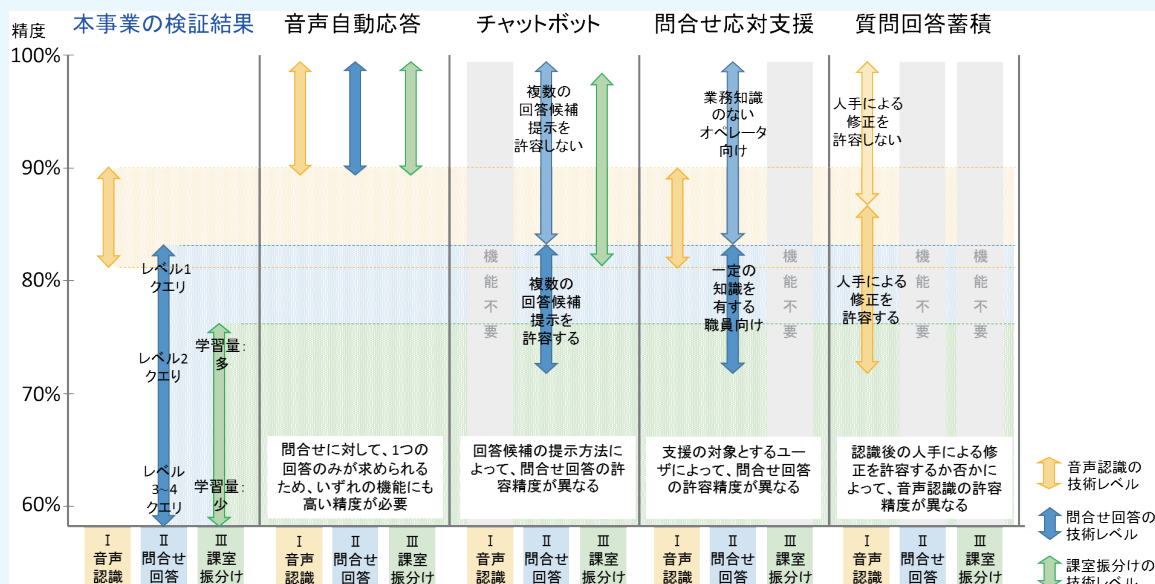 精度
本事業の検証結果
音声自動応答
チャットボット
問合せ応対支援
質問回答蓄積
100%
90%
80%
70%
60%
レベル1
クエリ
レベル2
クエリ
レベル
3~4
クエリ
学習量:
多
学習量:
少
問合せに対して、1つの
回答のみが求められる
ため、いずれの機能にも
高い精度が必要
機
能
不
要
複数の
回答候補
提示を
許容しない
複数の
回答候補
提示を
許容する
回答候補の提示方法に
よって、問合せ回答の許
容精度が異なる
業務知識
のない
オペレータ
向け
一定の
知識を
有する
職員向け
機
能
不
要
支援の対象とするユー
ザによって、問合せ回答
の許容精度が異なる
人手による
修正を
許容しない
人手による
修正を
許容する
機
能
不
要
機
能
不
要
認識後の人手による修
正を許容するか否かに
よって、音声認識の許容
精度が異なる
Ⅰ
音声
認識
Ⅱ
問合せ
回答
Ⅲ
課室
振分け
Ⅰ
音声
認識
Ⅱ
問合せ
回答
Ⅲ
課室
振分け
Ⅰ
音声
認識
Ⅱ
問合せ
回答
Ⅲ
課室
振分け
Ⅰ
音声
認識
Ⅱ
問合せ
回答
Ⅲ
課室
振分け
Ⅰ
音声
認識
Ⅱ
問合せ
回答
Ⅲ
課室
振分け
音声認識の
技術レベル
問合せ回答の
技術レベル
課室振分けの
技術レベル